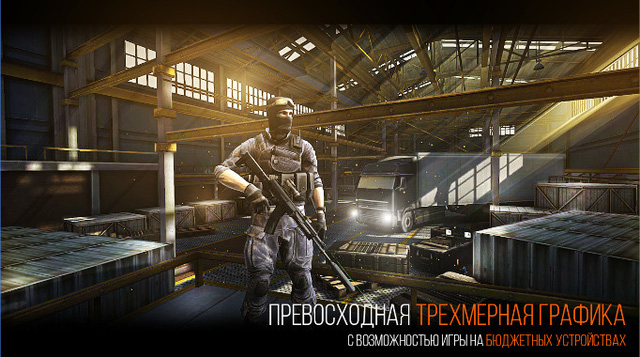 ПРЕВОСХОДНАЯ ТРЕХМЕРНАЯ ГРАФИКА
С ВОЗМОЖНОСТЬЮ ИГРЫ НА БЮДЖЕТНЫХ УСТРОЙСТВАХ